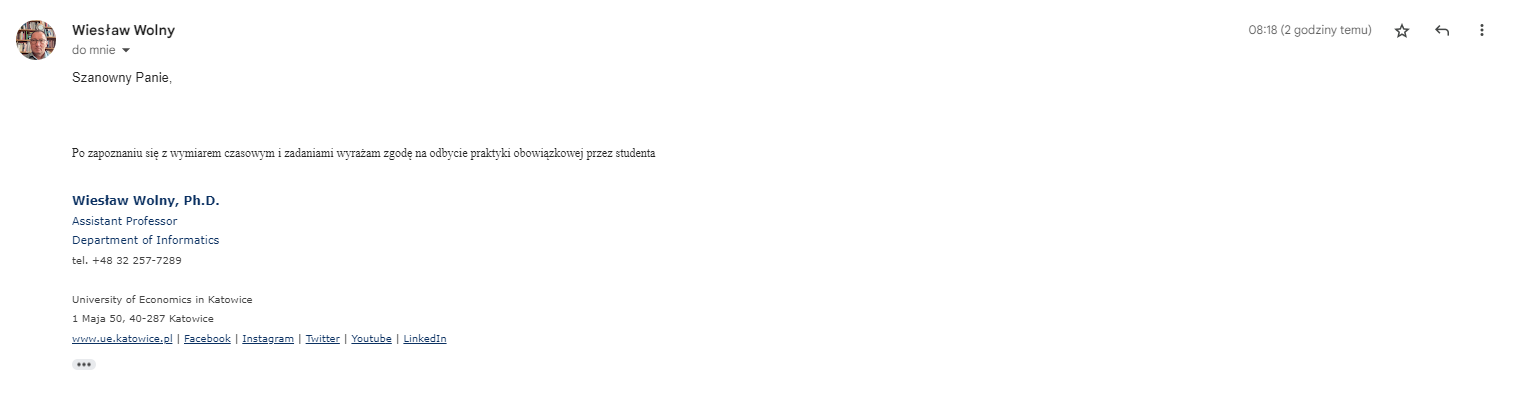 Wiesław Wolny
08:18 (2 godziny temu)
do mnie
Szanowny Panie,
Po zapoznaniu się z wymiarem czasowym i zadaniami wyrażam zgodę na odbycie praktyki obowiązkowej przez studenta
Wiesław Wolny, Ph.D.
Assistant Professor
Department of Informatics
tel. +48 32 257-7289
University of Economics in Katowice
1 Maja 50, 40-287 Katowice
www.ue.katowice.pl | Facebook | Instagram | Twitter | Youtube | LinkedIn